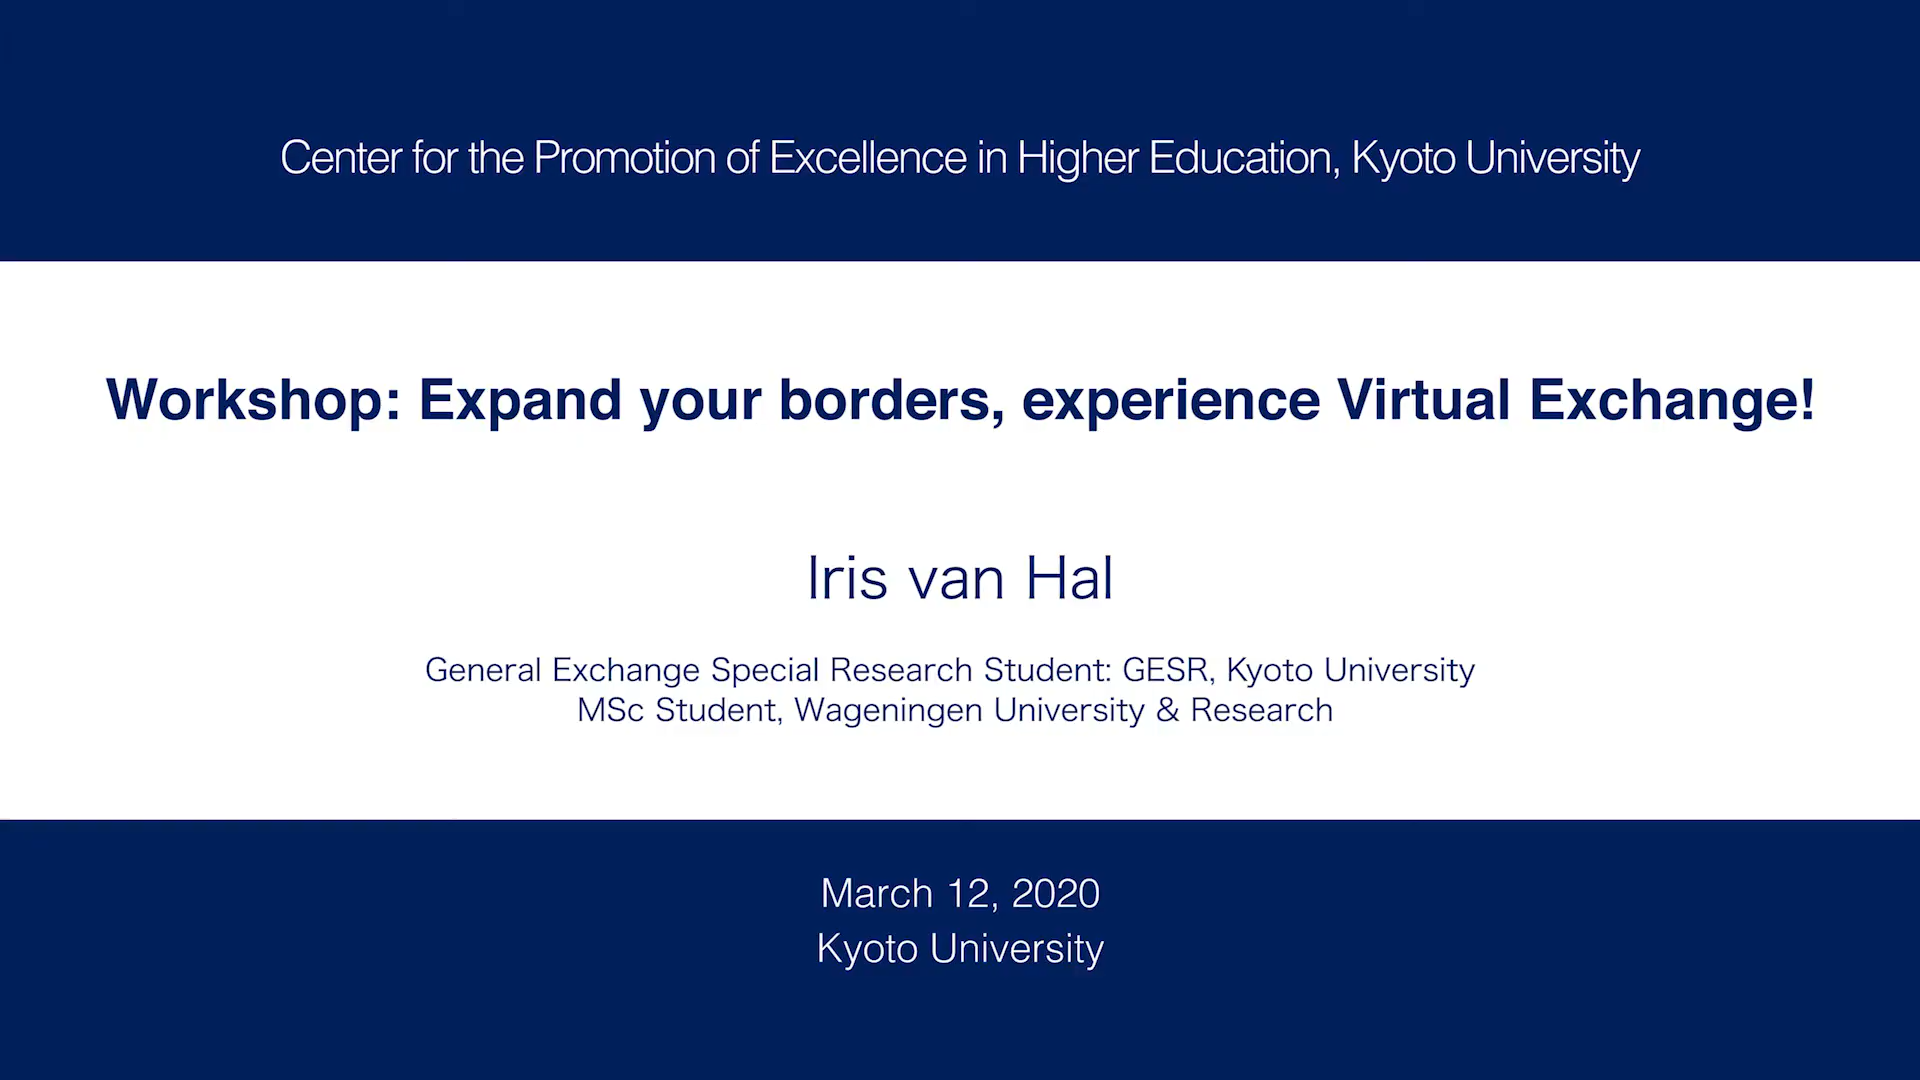 Center for the Promotion of Excellence in Higher Education, Kyoto University
Workshop: Expand your borders, experience Virtual Exchange!
Iris van Hal
General Exchange Special Research Student: GESR, Kyoto University
MSc Student, Wageningen University & Research
March 12, 2020
Kyoto University